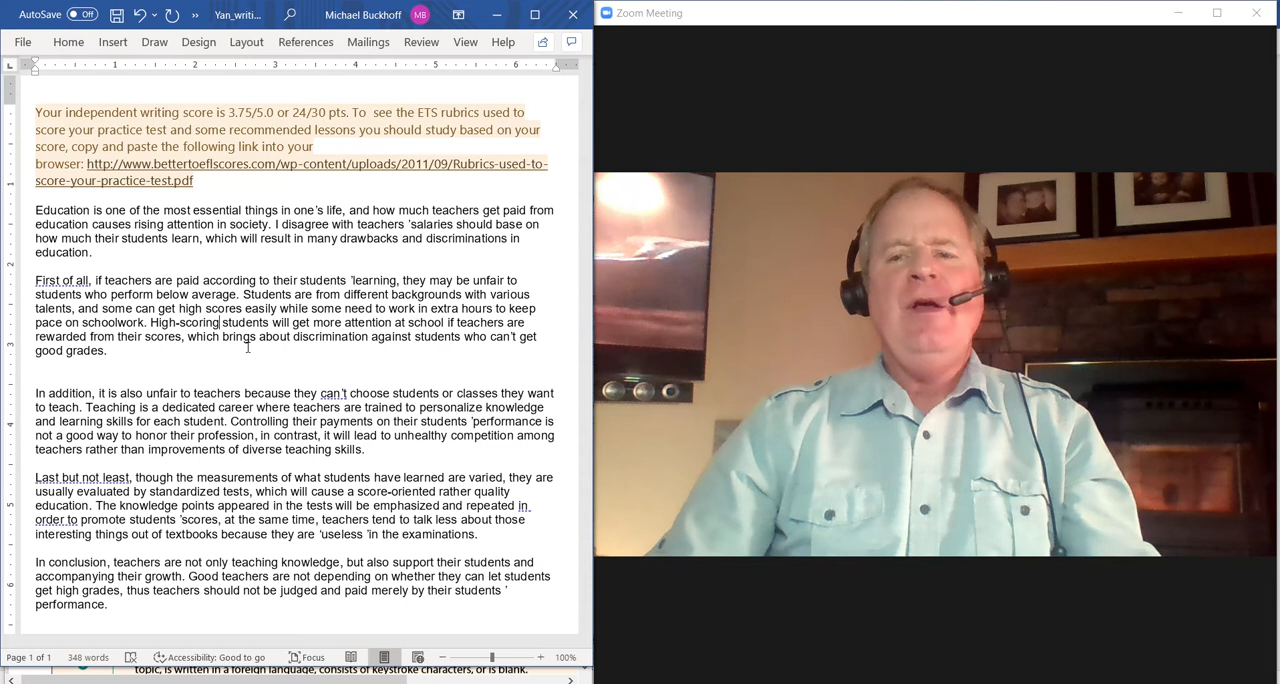 AutoSave Off » Yan_writi... Michael Buckhoff MB
Zoom Meeting
File Home Insert Draw Design Layout References Mailings Review View Help
1 2 3 4 5 6
Your independent writing score is 3.75/5.0 or 24/30 pts. To see the ETS rubrics used to
score your practice test and some recommended lessons you should study based on your
score, copy and paste the following link into your
browser: http://www.bettertoeflscores.com/wp-content/uploads/2011/09/Rubrics-used-to-
score-your-practice-test.pdf
Education is one of the most essential things in one's life, and how much teachers get paid from
education causes rising attention in society. I disagree with teachers 'salaries should base on
how much their students learn, which will result in many drawbacks and discriminations in
education.
First of all, if teachers are paid according to their students 'learning, they may be unfair to
students who perform below average. Students are from different backgrounds with various
talents, and some can get high scores easily while some need to work in extra hours to keep
pace on schoolwork. High-scoring students will get more attention at school if teachers are
rewarded from their scores, which brings about discrimination against students who can't get
good grades.
In addition, it is also unfair to teachers because they can't choose students or classes they want
to teach. Teaching is a dedicated career where teachers are trained to personalize knowledge
and learning skills for each student. Controlling their payments on their students 'performance is
not a good way to honor their profession, in contrast, it will lead to unhealthy competition among
teachers rather than improvements of diverse teaching skills.
Last but not least, though the measurements of what students have learned are varied, they are
usually evaluated by standardized tests, which will cause a score-oriented rather quality
education. The knowledge points appeared in the tests will be emphasized and repeated in
order to promote students 'scores, at the same time, teachers tend to talk less about those
interesting things out of textbooks because they are 'useless 'in the examinations.
In conclusion, teachers are not only teaching knowledge, but also support their students and
accompanying their growth. Good teachers are not depending on whether they can let students
get high grades, thus teachers should not be judged and paid merely by their students '
performance.
1
2
3
4
5
6
Page 1 of 1 348 words Accessibility: Good to go Focus 100%
topic, is written in a foreign language, consists of keystroke characters, or is blank.